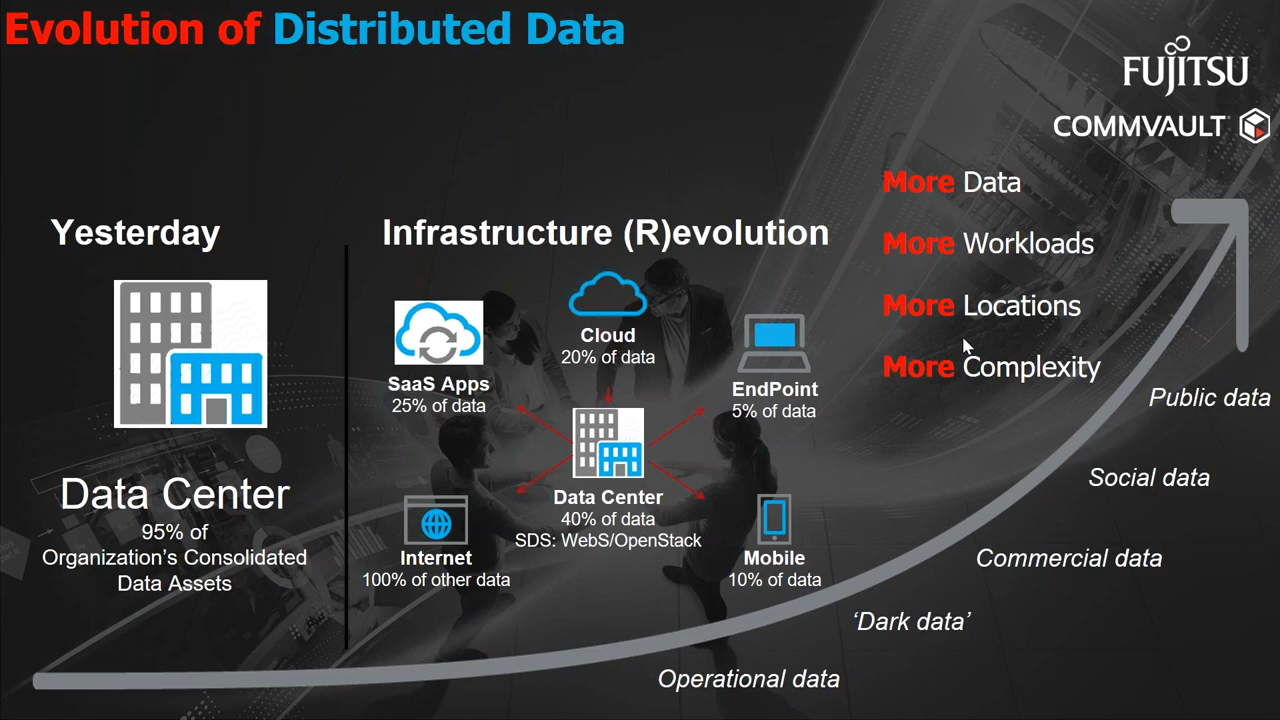 Evolution of Distributed Data
FUJITSU
COMMVAULT
More Data
More Workloads
More Locations
More Complexity
Yesterday
Data Center
95% of
Organization's Consolidated
Data Assets
Infrastructure (R)evolution
SaaS Apps
25% of data
Cloud
20% of data
EndPoint
5% of data
Data Center
40% of data
SDS: WebS/OpenStack
Internet
100% of other data
Mobile
10% of data
Public data
Social data
Commercial data
‘Dark data’
Operational data